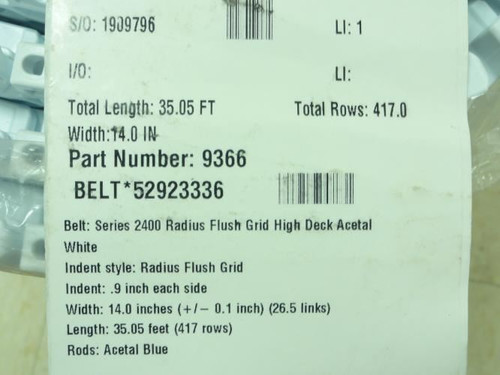 S/O: 1909796 LI: 1
I/O: LI:
Total Length: 35.05 FT Total Rows: 417.0
Width:14.0 IN
Part Number: 9366
BELT*52923336
Belt: Series 2400 Radius Flush Grid High Deck Acetal
White
Indent style: Radius Flush Grid
Indent: .9 inch each side
Width: 14.0 inches (+/- 0.1 inch) (26.5 links)
Length: 35.05 feet (417 rows)
Rods: Acetal Blue